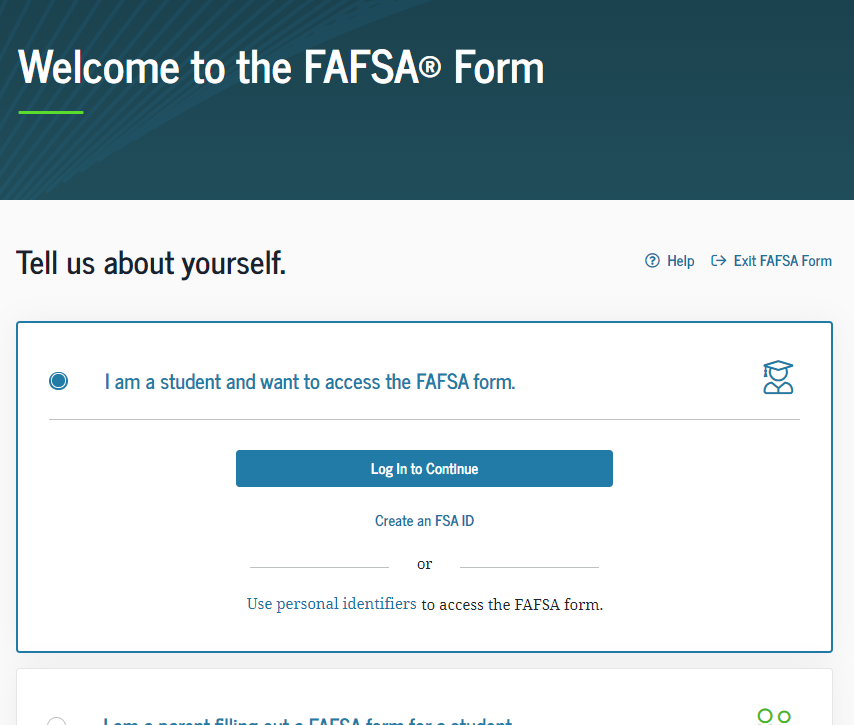 Welcome to the FAFSA® Form
Tell us about yourself.
Help
Exit FAFSA Form
I am a student and want to access the FAFSA form.
Log In to Continue
Create an FSA ID
or
Use personal identifiers to access the FAFSA form.
I am a parent filling out a FAFSA form for a student